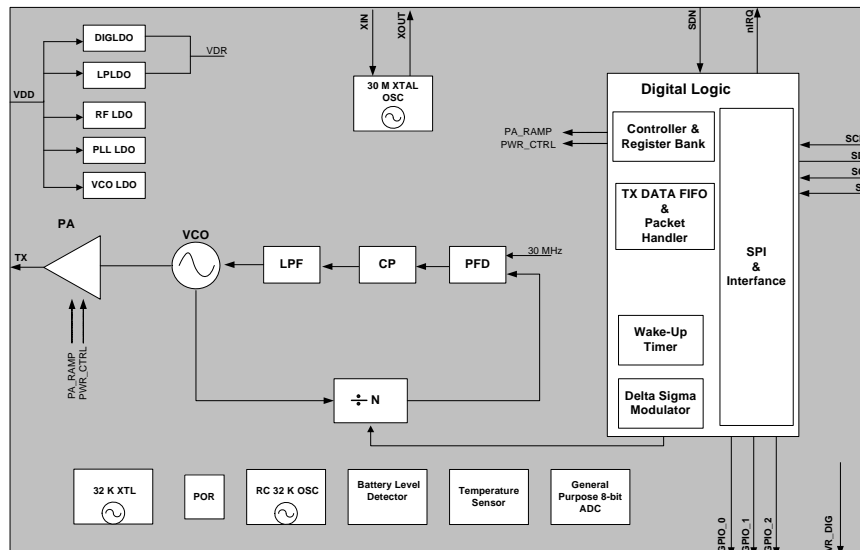 XIN
XOUT
SDN
nIRQ
DIGLDO
VDR
LPLDO
VDD
RF LDO
PLL LDO
VCO LDO
30 M XTAL
OSC
Digital Logic
PA_RAMP
PWR_CTRL
Controller &
Register Bank
TX DATA FIFO
&
Packet
Handler
SPI
&
Interfance
Wake-Up
Timer
Delta Sigma
Modulator
PA
TX
VCO
LPF
CP
PFD
30 MHz
PA_RAMP
PWR_CTRL
÷ N
32 K XTL
POR
RC 32 K OSC
Battery Level
Detector
Temperature
Sensor
General
Purpose 8-bit
ADC
GPIO_0
GPIO_1
GPIO_2
VR_DIG